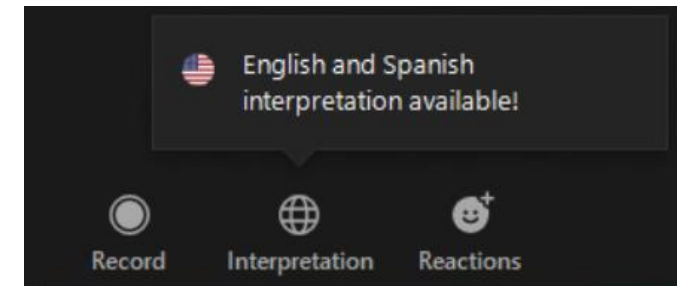 English and Spanish
interpretation available!
Record
Interpretation
Reactions